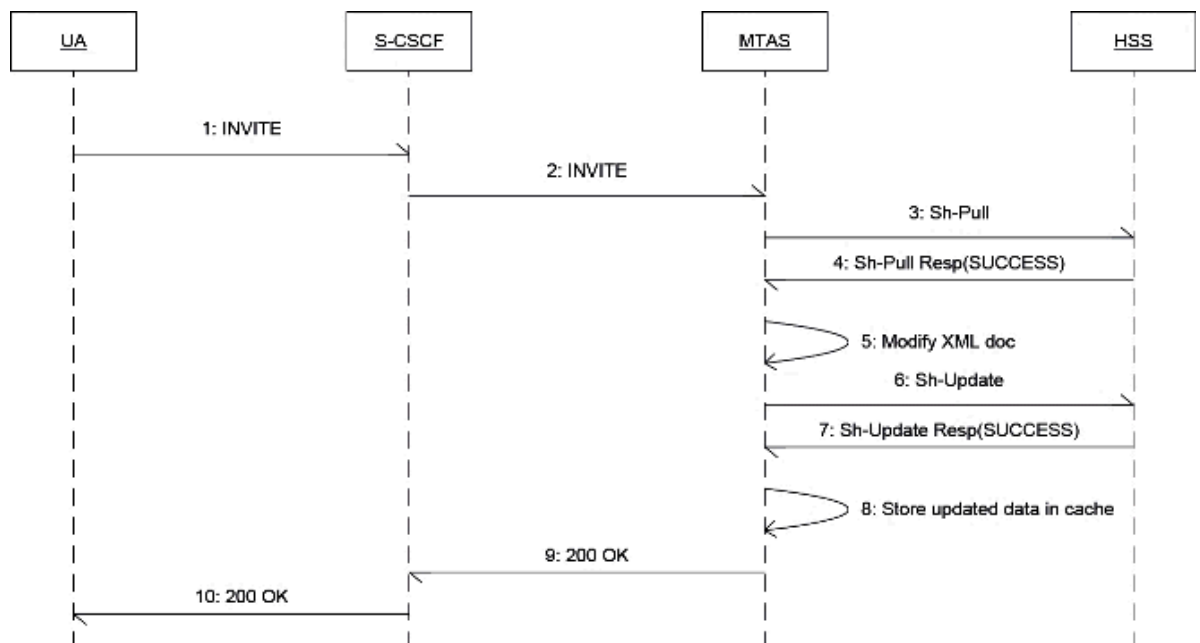 UA
S-CSCF
MTAS
HSS
1: INVITE
2: INVITE
3: Sh-Pull
4: Sh-Pull Resp(SUCCESS)
5: Modify XML doc
6: Sh-Update
7: Sh-Update Resp(SUCCESS)
8: Store updated data in cache
9: 200 OK
10: 200 OK